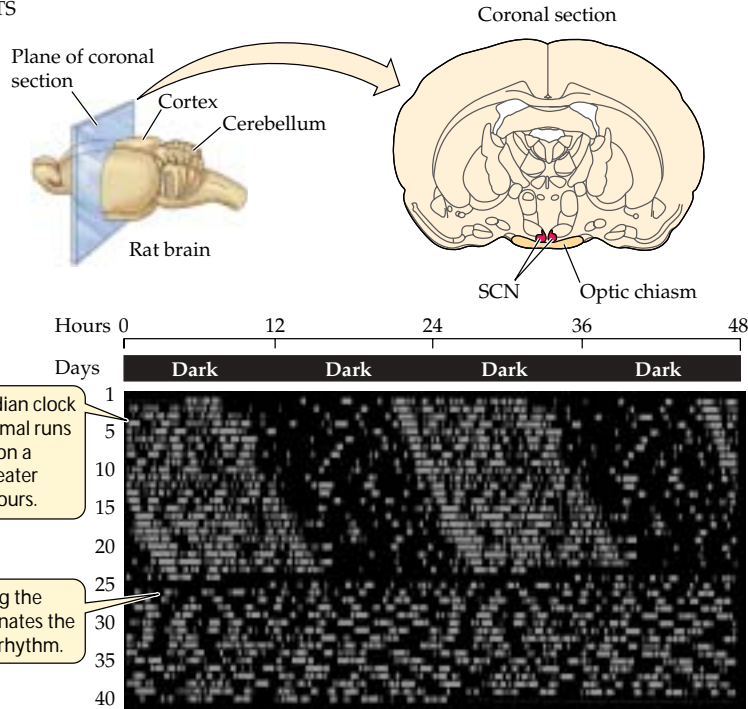 TS
Coronal section
Plane of coronal
section
Cortex
Cerebellum
Rat brain
SCN
Optic chiasm
Hours 0 12 24 36 48
Days Dark Dark Dark Dark
1
dian clock
mal runs
on a
eater
ours.
5
10
15
20
25
g the
nates the
rhythm.
30
35
40